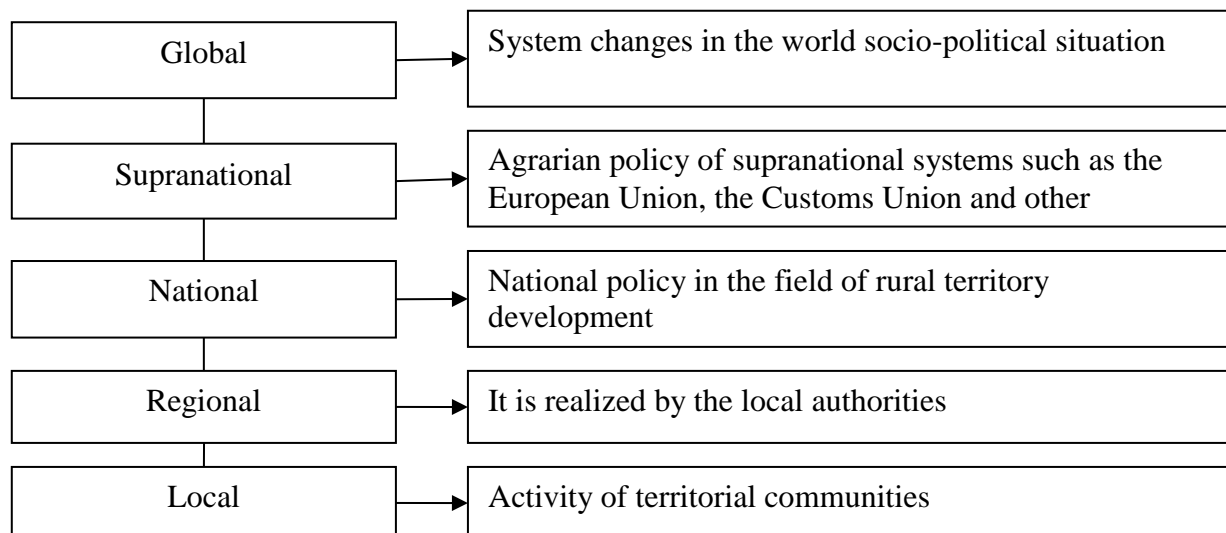 Global
System changes in the world socio-political situation
Supranational
Agrarian policy of supranational systems such as the
European Union, the Customs Union and other
National
National policy in the field of rural territory
development
Regional
It is realized by the local authorities
Local
Activity of territorial communities